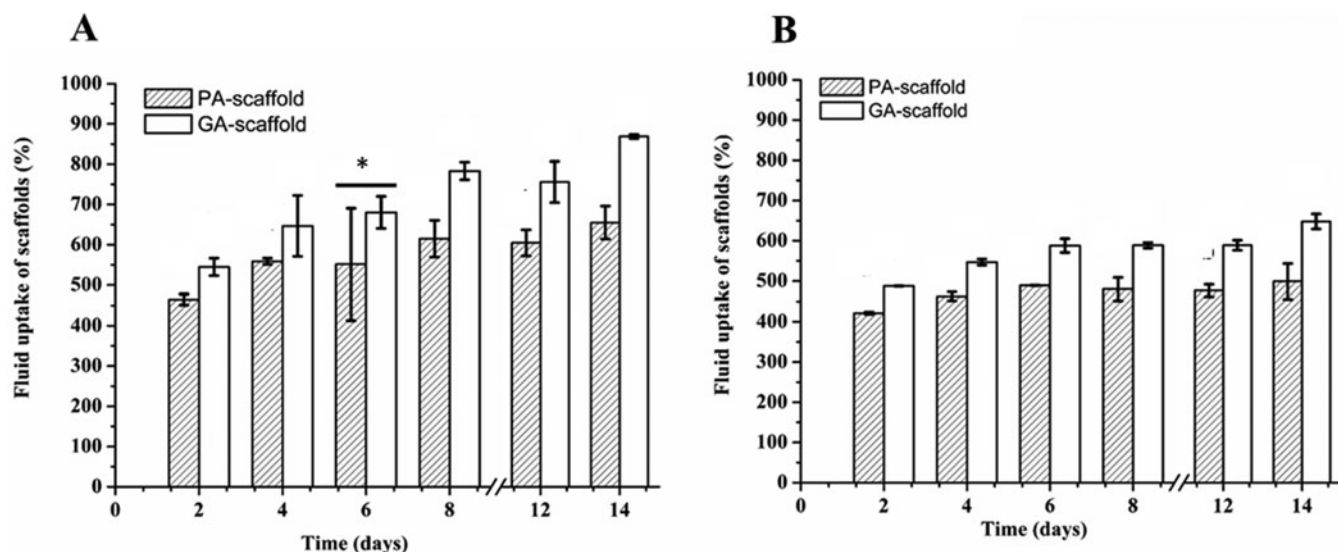 A
Fluid uptake of scaffolds (%)
1000
900
800
700
600
500
400
300
200
100
0
PA-scaffold
GA-scaffold
*
0 2 4 6 8 12 14
Time (days)
B
Fluid uptake of scaffolds (%)
1000
900
800
700
600
500
400
300
200
100
0
PA-scaffold
GA-scaffold
0 2 4 6 8 12 14
Time (days)